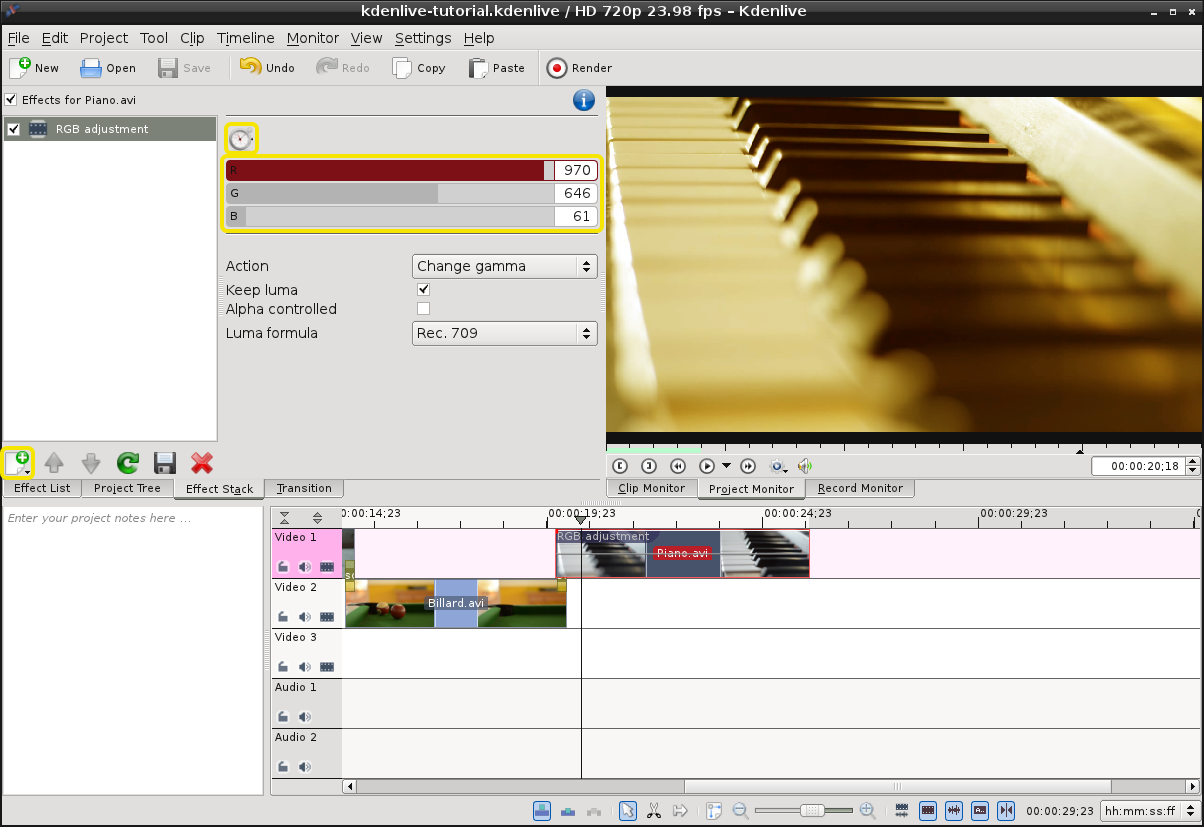 kdenlive-tutorial.kdenlive / HD 720p 23.98 fps – Kdenlive
File Edit Project Tool Clip Timeline Monitor View Settings Help
New Open Save Undo Redo Copy Paste Render
Effects for Piano.avi
RGB adjustment
R 970
G 646
B 61
Action Change gamma
Keep luma
Alpha controlled
Luma formula Rec. 709
00:00:20;18
Effect List Project Tree Effect Stack Transition
Clip Monitor Project Monitor Record Monitor
Enter your project notes here ...
0:00:14;23 00:00:19;23 00:00:24;23 00:00:29;23
Video 1
RGB adjustment
Piano.avi
Video 2
Billard.avi
Video 3
Audio 1
Audio 2
00:00:29;23 hh:mm:ss:ff